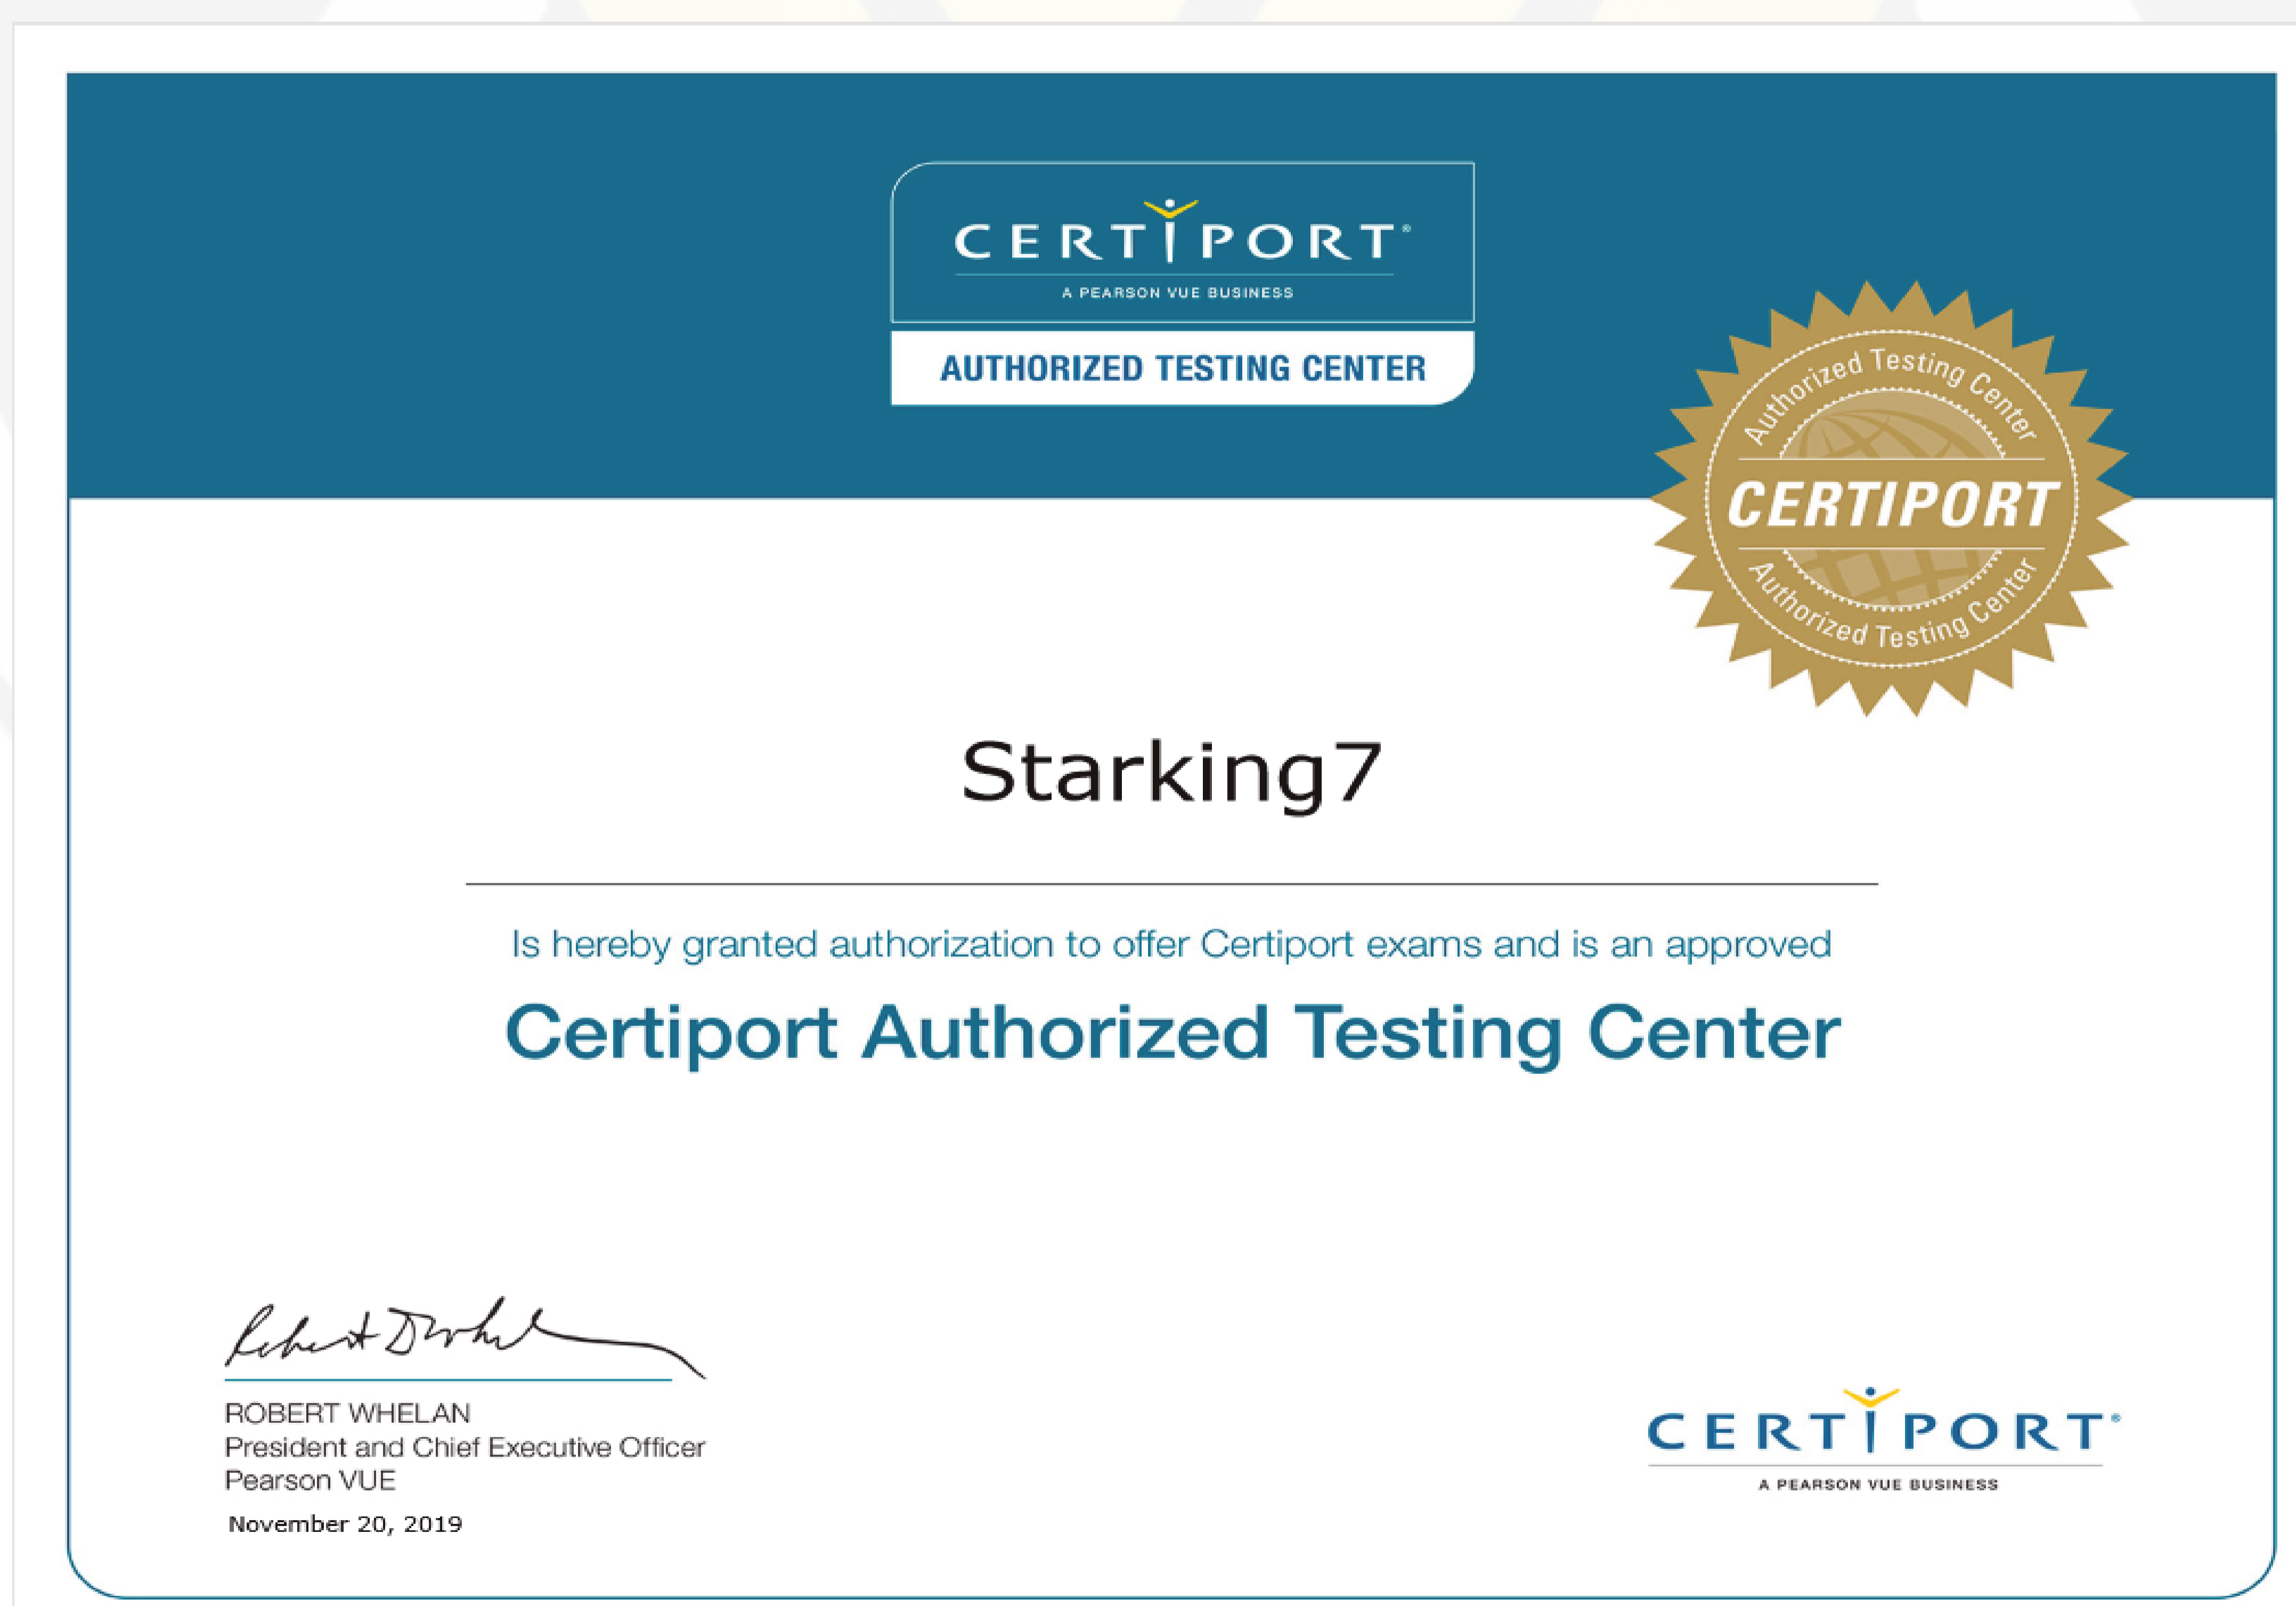 CERTIPORT®
A PEARSON VUE BUSINESS
AUTHORIZED TESTING CENTER
Authorized Testing Center
CERTIPORT
Authorized Testing Center
Starking7
Is hereby granted authorization to offer Certiport exams and is an approved
Certiport Authorized Testing Center
Robert D Whelan
ROBERT WHELAN
President and Chief Executive Officer
Pearson VUE
November 20, 2019
CERTIPORT®
A PEARSON VUE BUSINESS